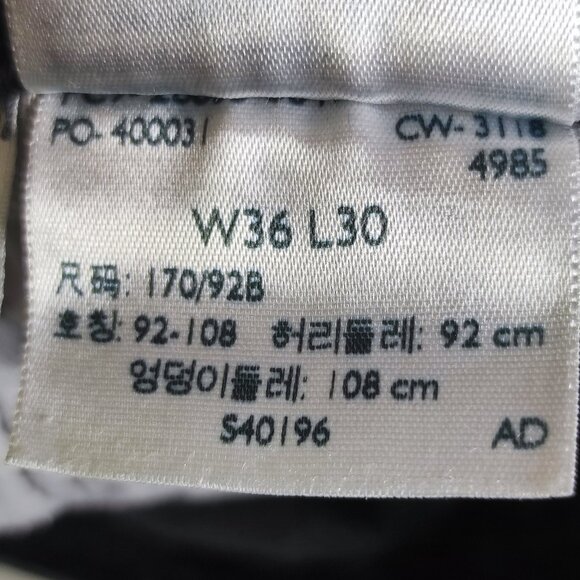 PO- 400031
CW- 3118
4985
W36 L30
尺码: 170/92B
호칭: 92-108 허리둘레: 92 cm
엉덩이둘레: 108 cm
S40196 AD